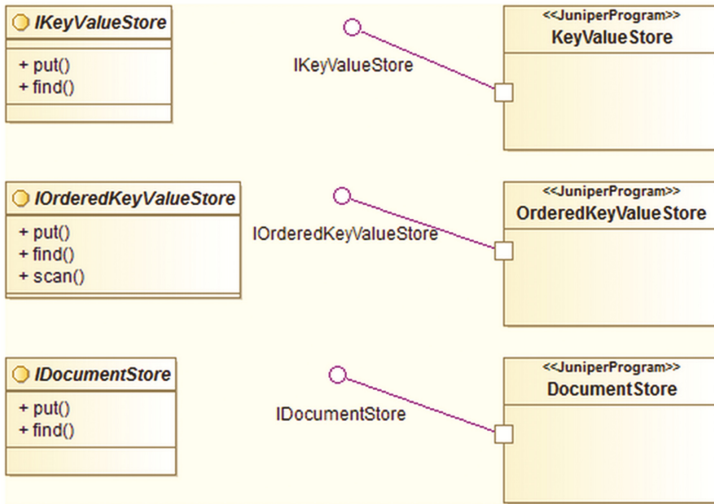 IKeyValueStore
+ put()
+ find()
IKeyValueStore
<<JuniperProgram>>
KeyValueStore
IOrderedKeyValueStore
+ put()
+ find()
+ scan()
IOrderedKeyValueStore
<<JuniperProgram>>
OrderedKeyValueStore
IDocumentStore
+ put()
+ find()
IDocumentStore
<<JuniperProgram>>
DocumentStore